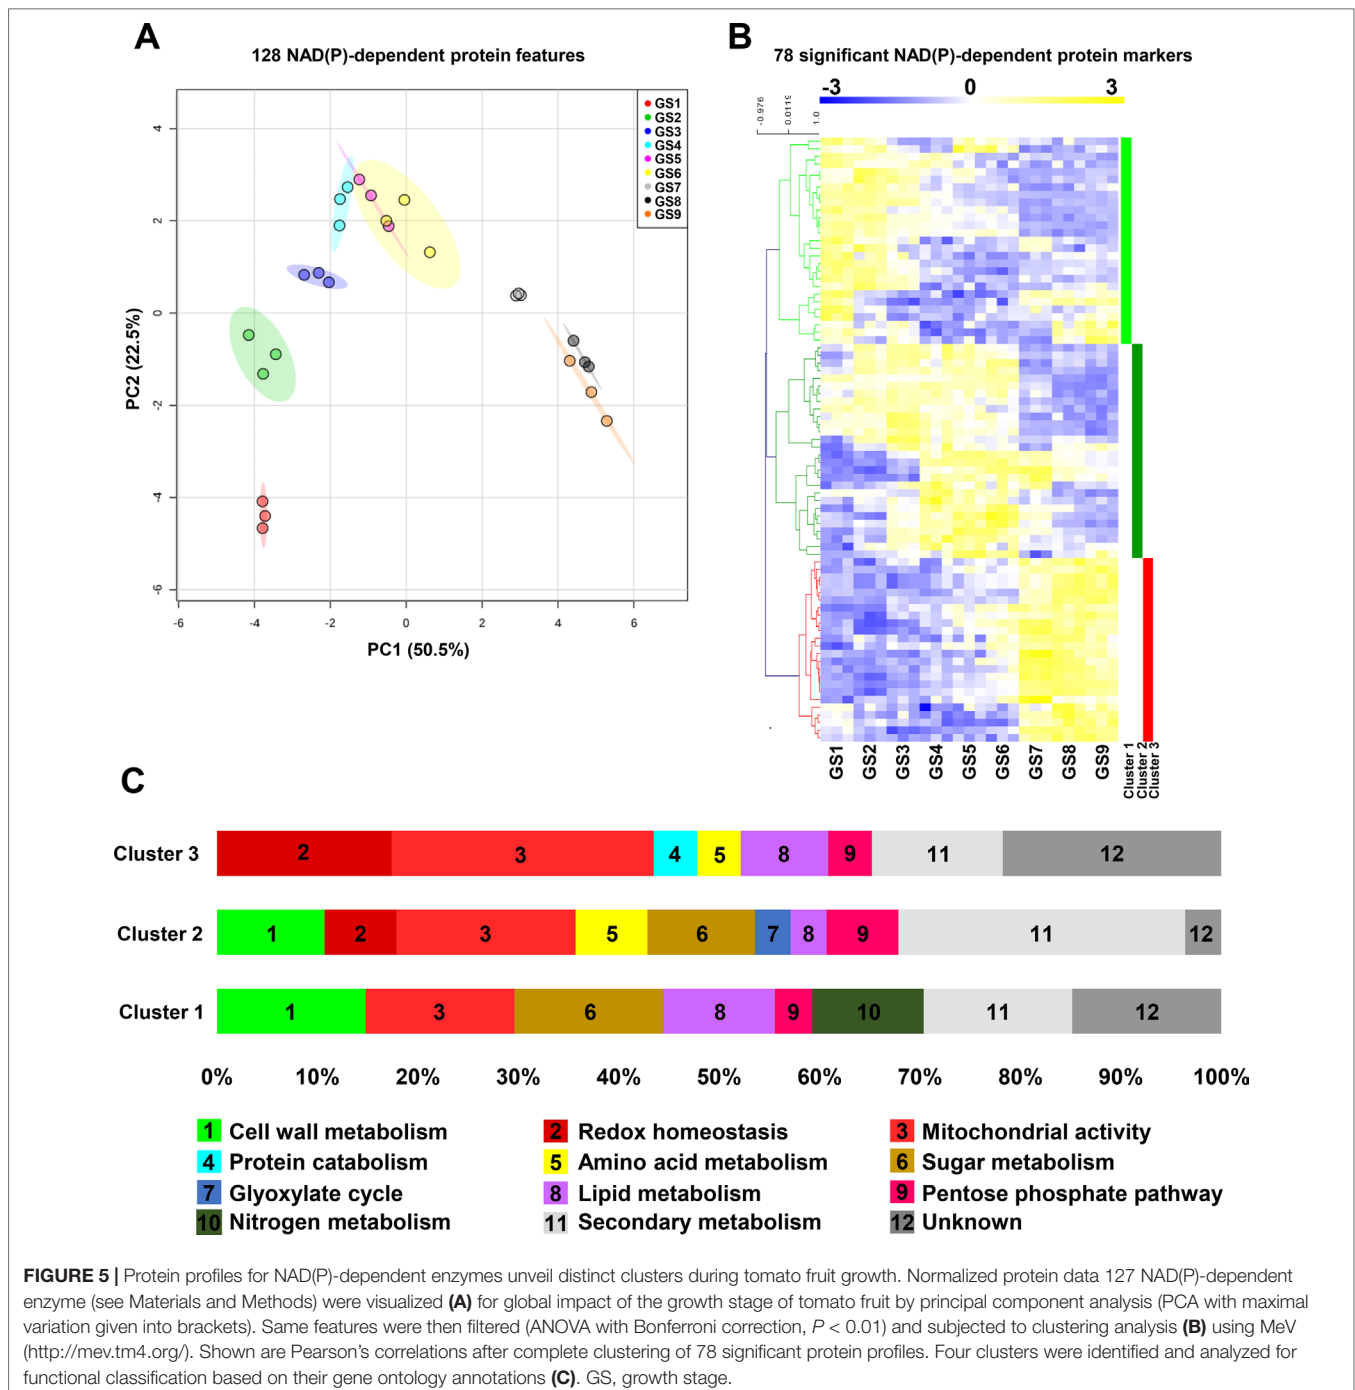 A
128 NAD(P)-dependent protein features
GS1
GS2
GS3
GS4
GS5
GS6
GS7
GS8
GS9
4
2
0
-2
-4
-6
PC2 (22.5%)
-6 -4 -2 0 2 4 6
PC1 (50.5%)
B
78 significant NAD(P)-dependent protein markers
-3 0 3
-0.976 0.0119 1.0
GS1 GS2 GS3 GS4 GS5 GS6 GS7 GS8 GS9 Cluster 1 Cluster 2 Cluster 3
C
Cluster 3 2 3 4 5 8 9 11 12
Cluster 2 1 2 3 5 6 7 8 9 11 12
Cluster 1 1 3 6 8 9 10 11 12
0% 10% 20% 30% 40% 50% 60% 70% 80% 90% 100%
1 Cell wall metabolism 2 Redox homeostasis 3 Mitochondrial activity
4 Protein catabolism 5 Amino acid metabolism 6 Sugar metabolism
7 Glyoxylate cycle 8 Lipid metabolism 9 Pentose phosphate pathway
10 Nitrogen metabolism 11 Secondary metabolism 12 Unknown
FIGURE 5 | Protein profiles for NAD(P)-dependent enzymes unveil distinct clusters during tomato fruit growth. Normalized protein data 127 NAD(P)-dependent
enzyme (see Materials and Methods) were visualized (A) for global impact of the growth stage of tomato fruit by principal component analysis (PCA with maximal
variation given into brackets). Same features were then filtered (ANOVA with Bonferroni correction, P < 0.01) and subjected to clustering analysis (B) using MeV
(http://mev.tm4.org/). Shown are Pearson's correlations after complete clustering of 78 significant protein profiles. Four clusters were identified and analyzed for
functional classification based on their gene ontology annotations (C). GS, growth stage.